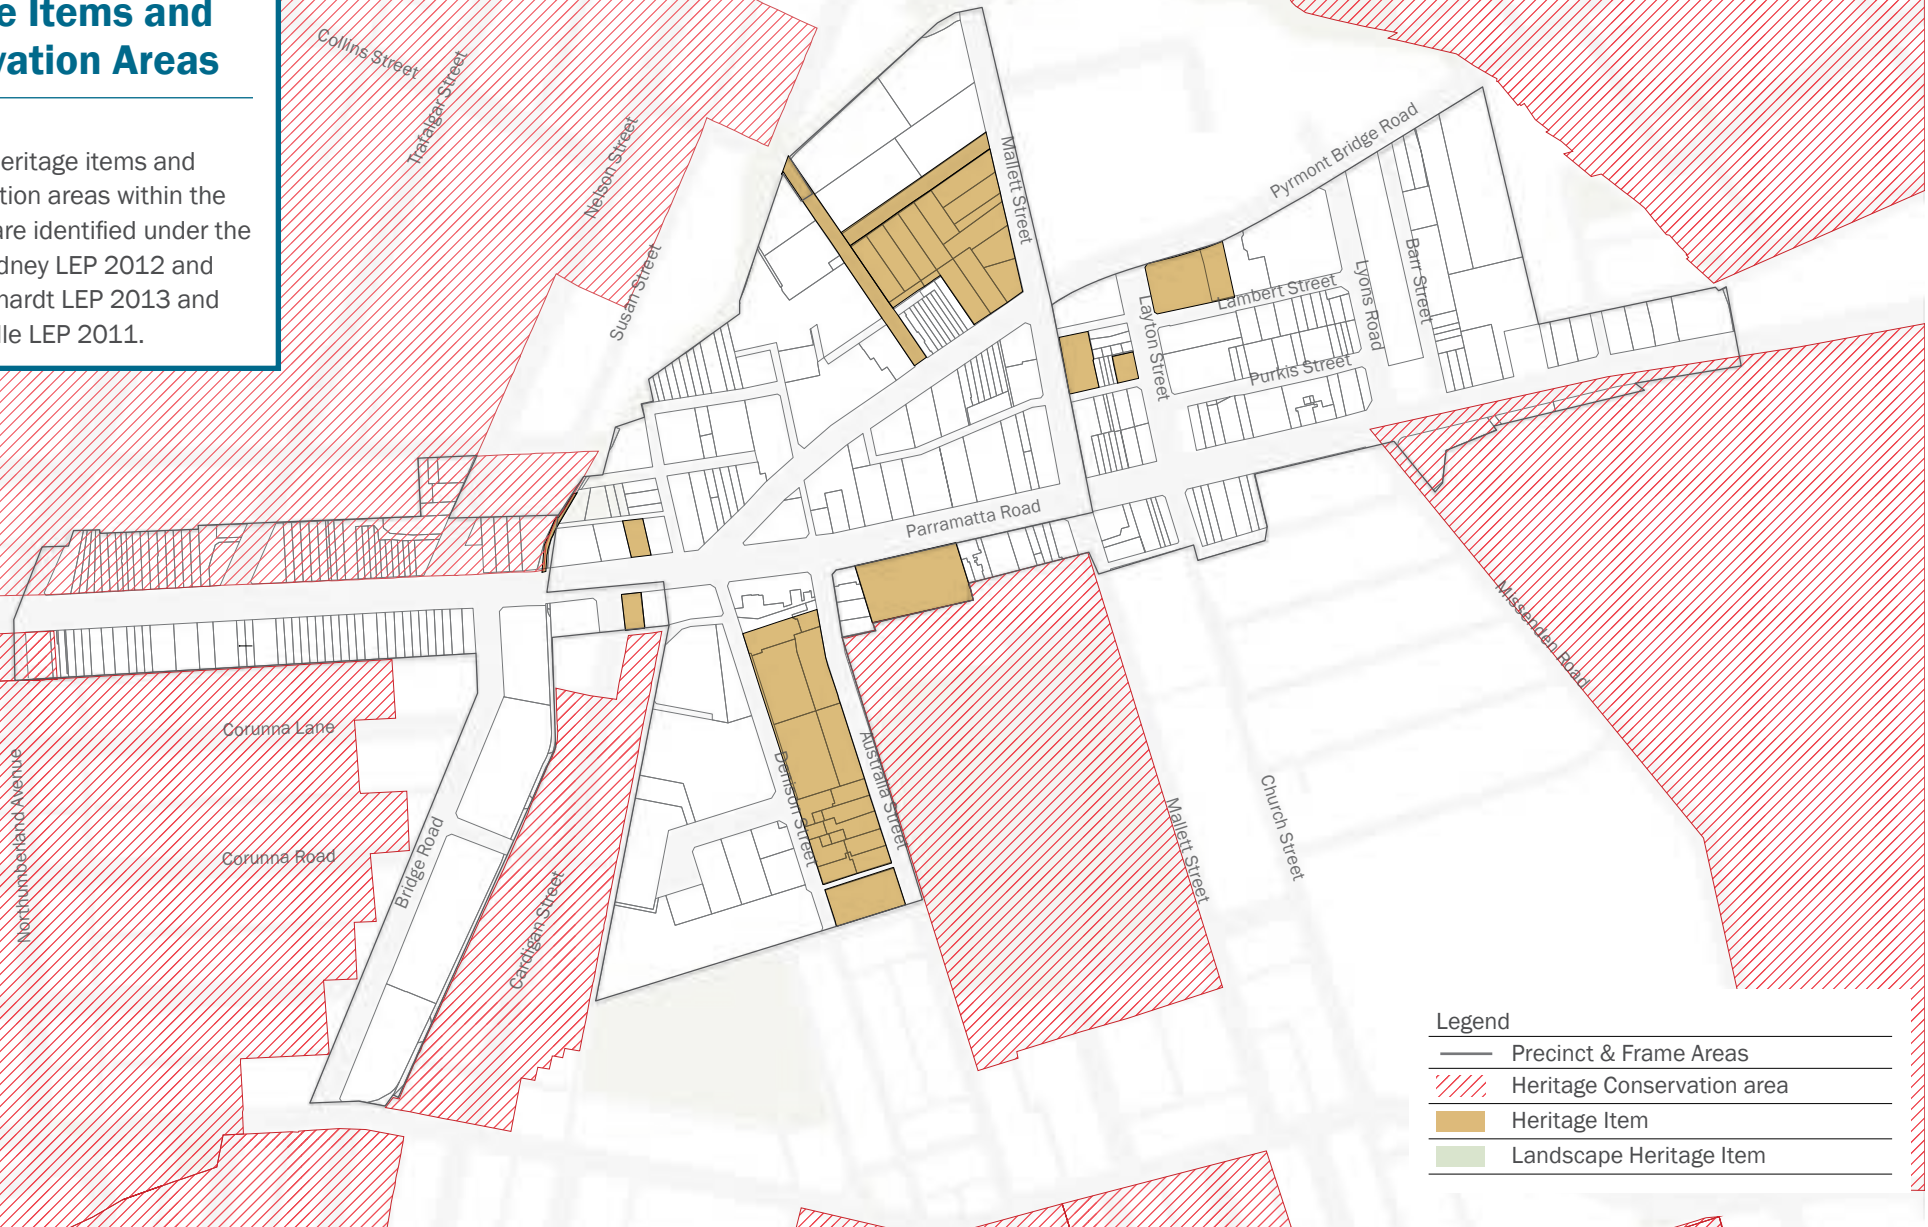 e Items and
vation Areas
eritage items and
tion areas within the
are identified under the
dney LEP 2012 and
hardt LEP 2013 and
lle LEP 2011.
Collins Street
Trafalgar Street
Nelson Street
Susan Street
Mallett Street
Pyrmont Bridge Road
Lambert Street
Layton Street
Lyons Road
Barr Street
Purkis Street
Parramatta Road
Missenden Road
Corunna Lane
Corunna Road
Northumberland Avenue
Bridge Road
Cardigan Street
Denison Street
Australia Street
Mallett Street
Church Street
Legend
Precinct & Frame Areas
Heritage Conservation area
Heritage Item
Landscape Heritage Item